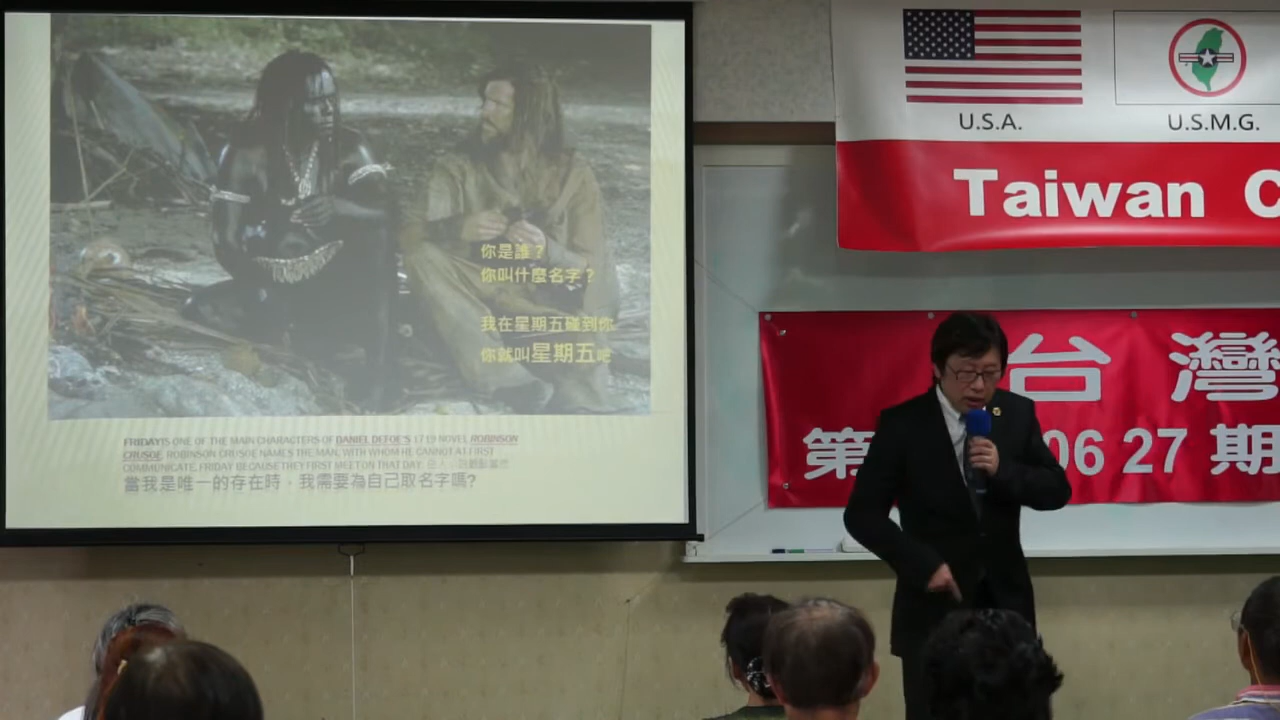 你是誰？
你叫什麼名字？
我在星期五碰到你
你就叫星期五吧
FRIDAY IS ONE OF THE MAIN CHARACTERS OF DANIEL DEFOE'S 1719 NOVEL ROBINSON
CRUSOE. ROBINSON CRUSOE NAMES THE MAN, WITH WHOM HE CANNOT AT FIRST
COMMUNICATE, FRIDAY BECAUSE THEY FIRST MEET ON THAT DAY.
當我是唯一的存在時，我需要為自己取名字嗎?
U.S.A.
U.S.M.G.
Taiwan C
台灣
第 06 27 期